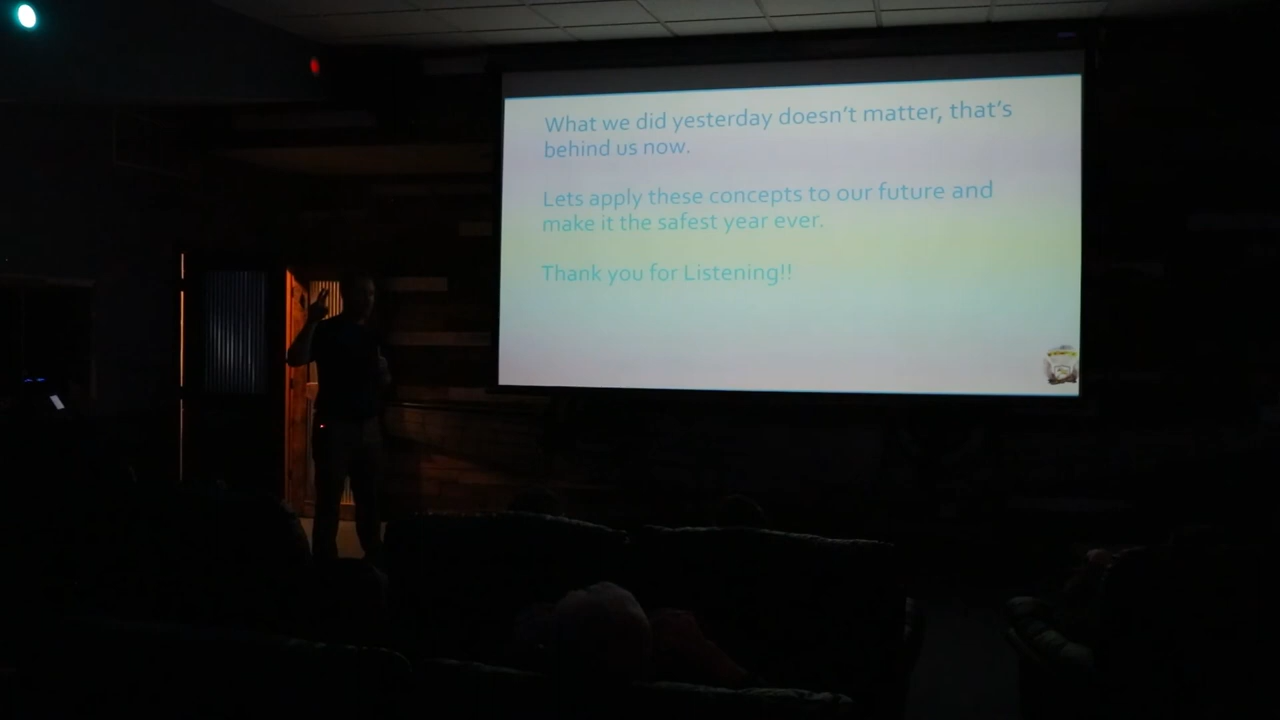 What we did yesterday doesn't matter, that's
behind us now.
Lets apply these concepts to our future and
make it the safest year ever.
Thank you for Listening!!